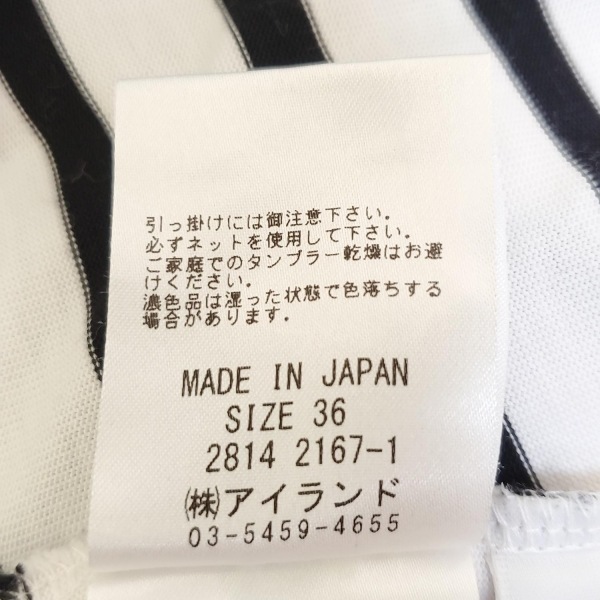 引っ掛けには御注意下さい。
必ずネットを使用して下さい。
ご家庭でのタンブラー乾燥はお避
けください。
濃色品は湿った状態で色落ちする
場合があります。
MADE IN JAPAN
SIZE 36
2814 2167-1
㈱アイランド
03-5459-4655